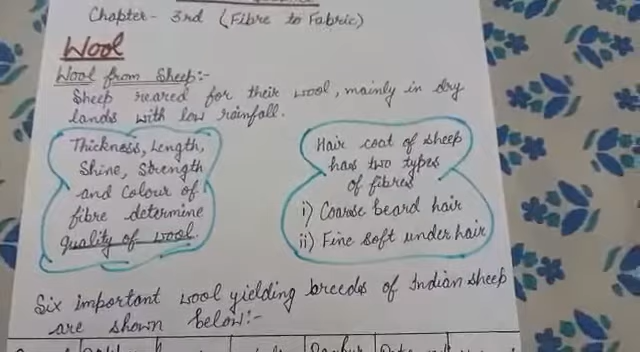 Chapter- 3rd (Fibre to Fabric)
Wool
Wool from Sheep:-
Sheep reared for their wool, mainly in dry
lands with low rainfall.
Thickness, Length,
Shine, Strength
and Colour of
fibre determine
quality of wool.
Hair coat of sheep
has two types
of fibres
i) Coarse beard hair
ii) Fine soft under hair
Six important wool yielding breeds of Indian sheep
are shown below:-